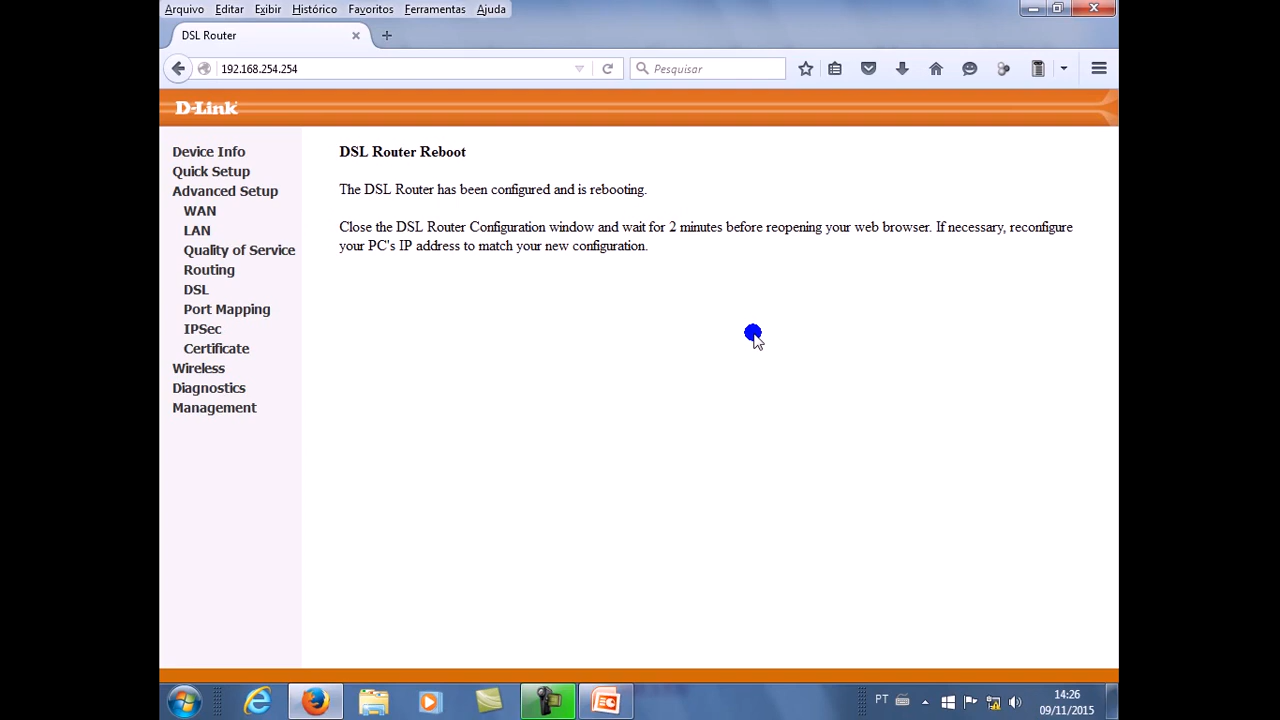 Arquivo Editar Exibir Histórico Favoritos Ferramentas Ajuda
DSL Router
192.168.254.254
Pesquisar
D-Link
Device Info
Quick Setup
Advanced Setup
WAN
LAN
Quality of Service
Routing
DSL
Port Mapping
IPSec
Certificate
Wireless
Diagnostics
Management
DSL Router Reboot
The DSL Router has been configured and is rebooting.
Close the DSL Router Configuration window and wait for 2 minutes before reopening your web browser. If necessary, reconfigure
your PC's IP address to match your new configuration.
PT
14:26
09/11/2015